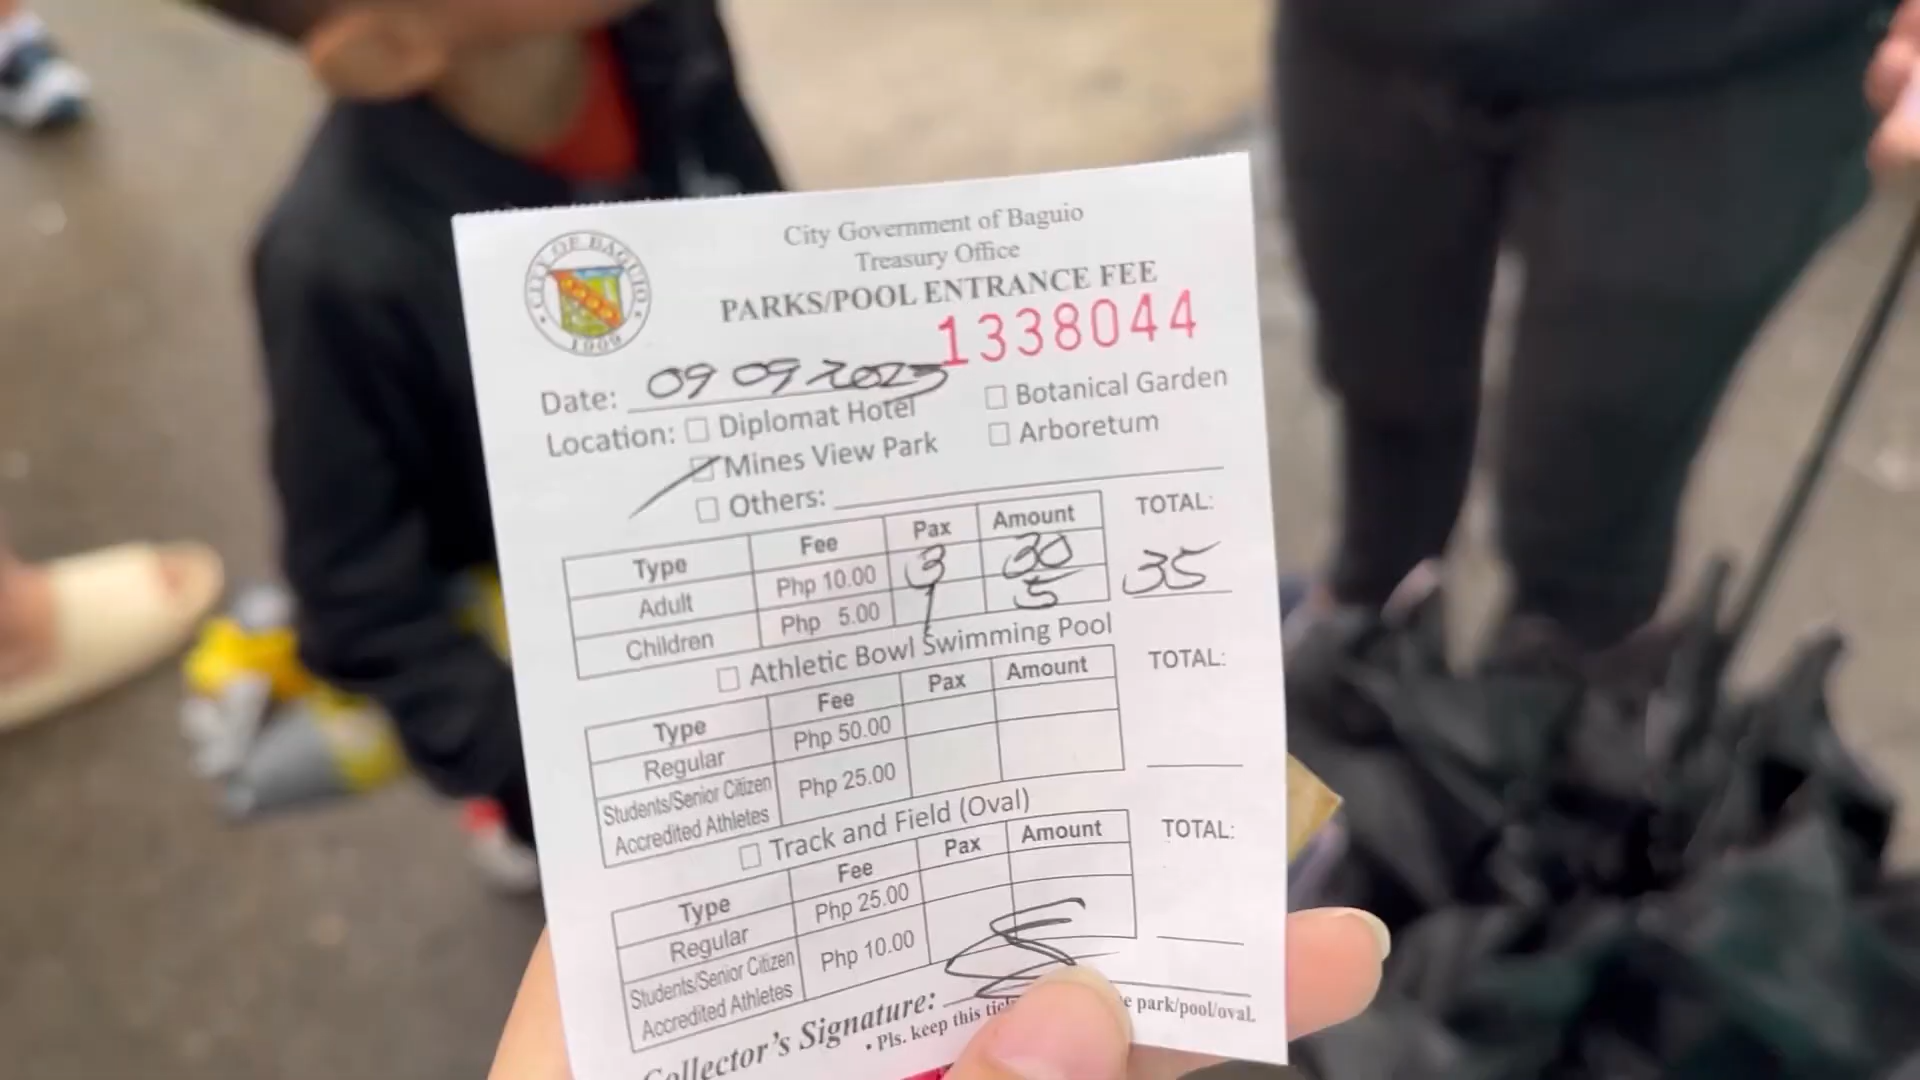 CITY OF BAGUIO
1909
City Government of Baguio
Treasury Office
PARKS/POOL ENTRANCE FEE
1338044
Date: 09 09 2023
Location: ☐ Diplomat Hotel ☐ Botanical Garden
☐ Mines View Park ☐ Arboretum
☐ Others:
Type Fee Pax Amount TOTAL:
Adult Php 10.00 3 30 35
Children Php 5.00 1 5
☐ Athletic Bowl Swimming Pool
Type Fee Pax Amount TOTAL:
Regular Php 50.00
Students/Senior Citizen Php 25.00
Accredited Athletes
☐ Track and Field (Oval)
Type Fee Pax Amount TOTAL:
Regular Php 25.00
Students/Senior Citizen Php 10.00
Accredited Athletes
Collector's Signature:
• Pls. keep this park/pool/oval.